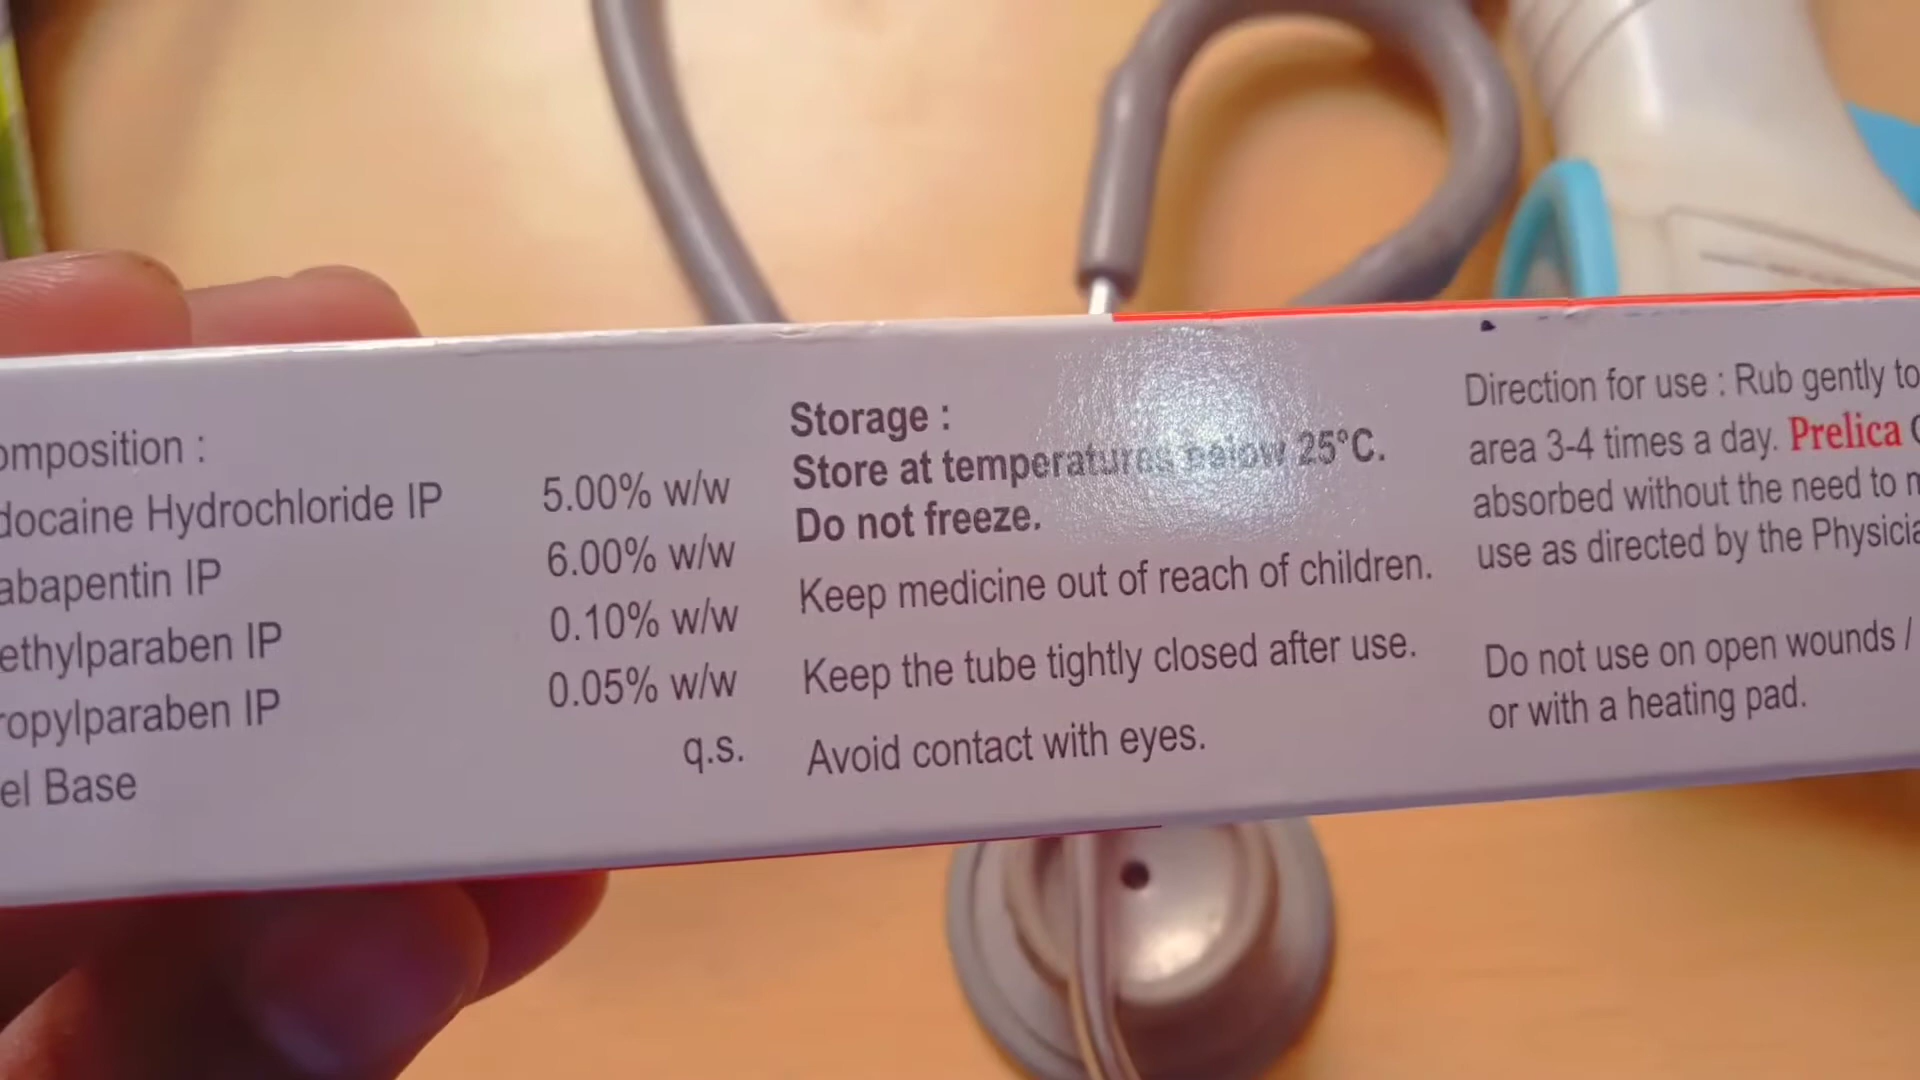 omposition :
docaine Hydrochloride IP 5.00% w/w
abapentin IP 6.00% w/w
ethylparaben IP 0.10% w/w
ropylparaben IP 0.05% w/w
el Base q.s.
Storage :
Store at temperatures below 25°C.
Do not freeze.
Keep medicine out of reach of children.
Keep the tube tightly closed after use.
Avoid contact with eyes.
Direction for use : Rub gently to
area 3-4 times a day. Prelica
absorbed without the need to m
use as directed by the Physicia
Do not use on open wounds /
or with a heating pad.